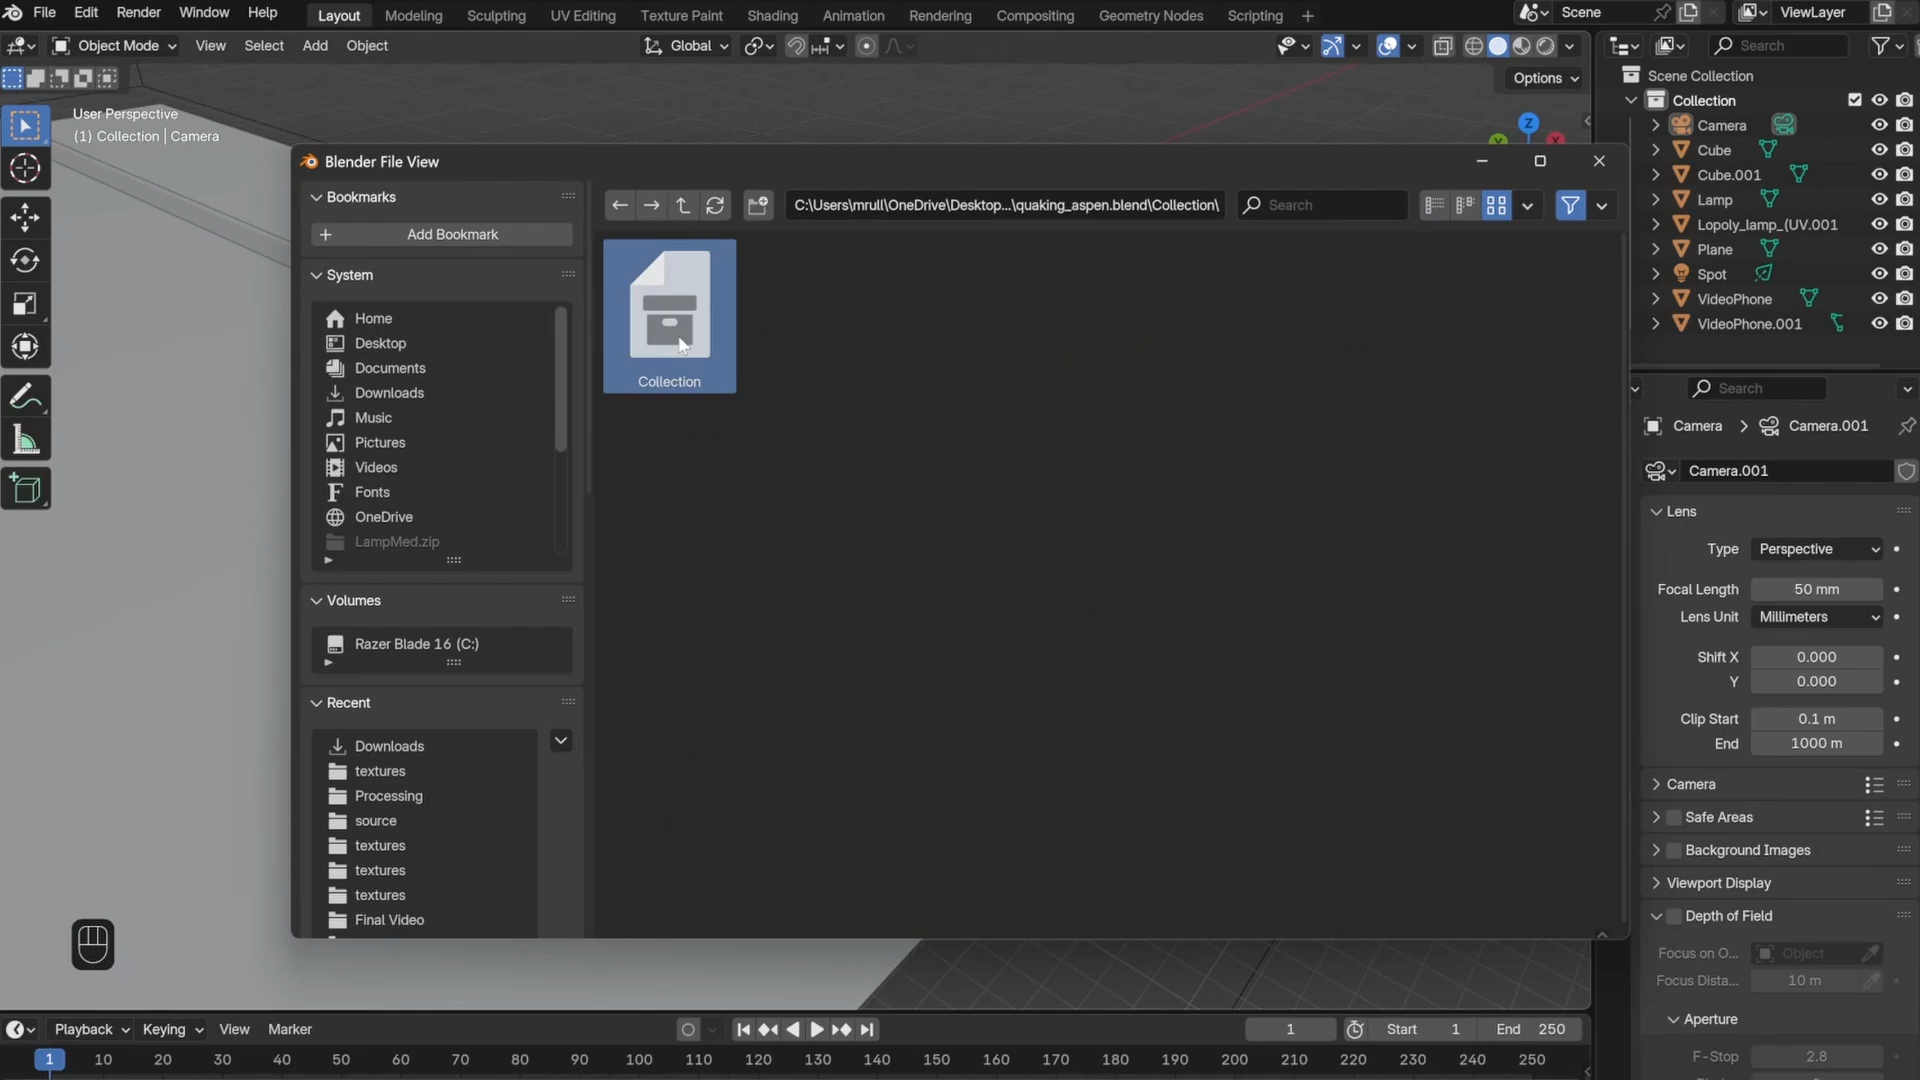 File Edit Render Window Help Layout Modeling Sculpting UV Editing Texture Paint Shading Animation Rendering Compositing Geometry Nodes Scripting + Scene ViewLayer
Object Mode View Select Add Object Global Search
Options
User Perspective
(1) Collection | Camera
Z
Y
X
Scene Collection
Collection
Camera
Cube
Cube.001
Lamp
Lopoly_lamp_(UV.001
Plane
Spot
VideoPhone
VideoPhone.001
Blender File View
Bookmarks
+ Add Bookmark
System
Home
Desktop
Documents
Downloads
Music
Pictures
Videos
Fonts
OneDrive
LampMed.zip
Volumes
Razer Blade 16 (C:)
Recent
Downloads
textures
Processing
source
textures
textures
textures
Final Video
C:\Users\mrull\OneDrive\Desktop...\quaking_aspen.blend\Collection\
Search
Collection
Search
Camera Camera.001
Camera.001
Lens
Type Perspective
Focal Length 50 mm
Lens Unit Millimeters
Shift X 0.000
Y 0.000
Clip Start 0.1 m
End 1000 m
Camera
Safe Areas
Background Images
Viewport Display
Depth of Field
Focus on O... Object
Focus Dista... 10 m
Aperture
F-Stop 2.8
Playback Keying View Marker 1 Start 1 End 250
1 10 20 30 40 50 60 70 80 90 100 110 120 130 140 150 160 170 180 190 200 210 220 230 240 250